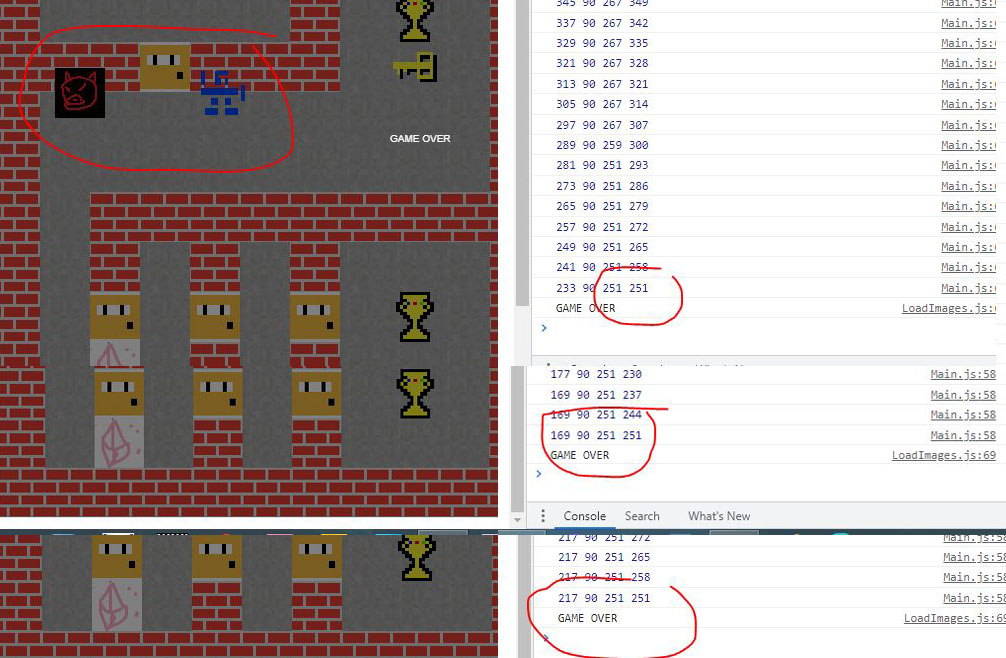 345 90 267 349 Main.js:
337 90 267 342 Main.js:
329 90 267 335 Main.js:
321 90 267 328 Main.js:
313 90 267 321 Main.js:
305 90 267 314 Main.js:
297 90 267 307 Main.js:
289 90 259 300 Main.js:
281 90 251 293 Main.js:
273 90 251 286 Main.js:
265 90 251 279 Main.js:
257 90 251 272 Main.js:
249 90 251 265 Main.js:
241 90 251 258 Main.js:
233 90 251 251 Main.js:
GAME OVER LoadImages.js:
>
GAME OVER
177 90 251 230 Main.js:58
169 90 251 237 Main.js:58
169 90 251 244 Main.js:58
169 90 251 251 Main.js:58
GAME OVER LoadImages.js:69
>
Console Search What's New
217 90 251 272 Main.js:58
217 90 251 265 Main.js:58
217 90 251 258 Main.js:58
217 90 251 251 Main.js:58
GAME OVER LoadImages.js:69